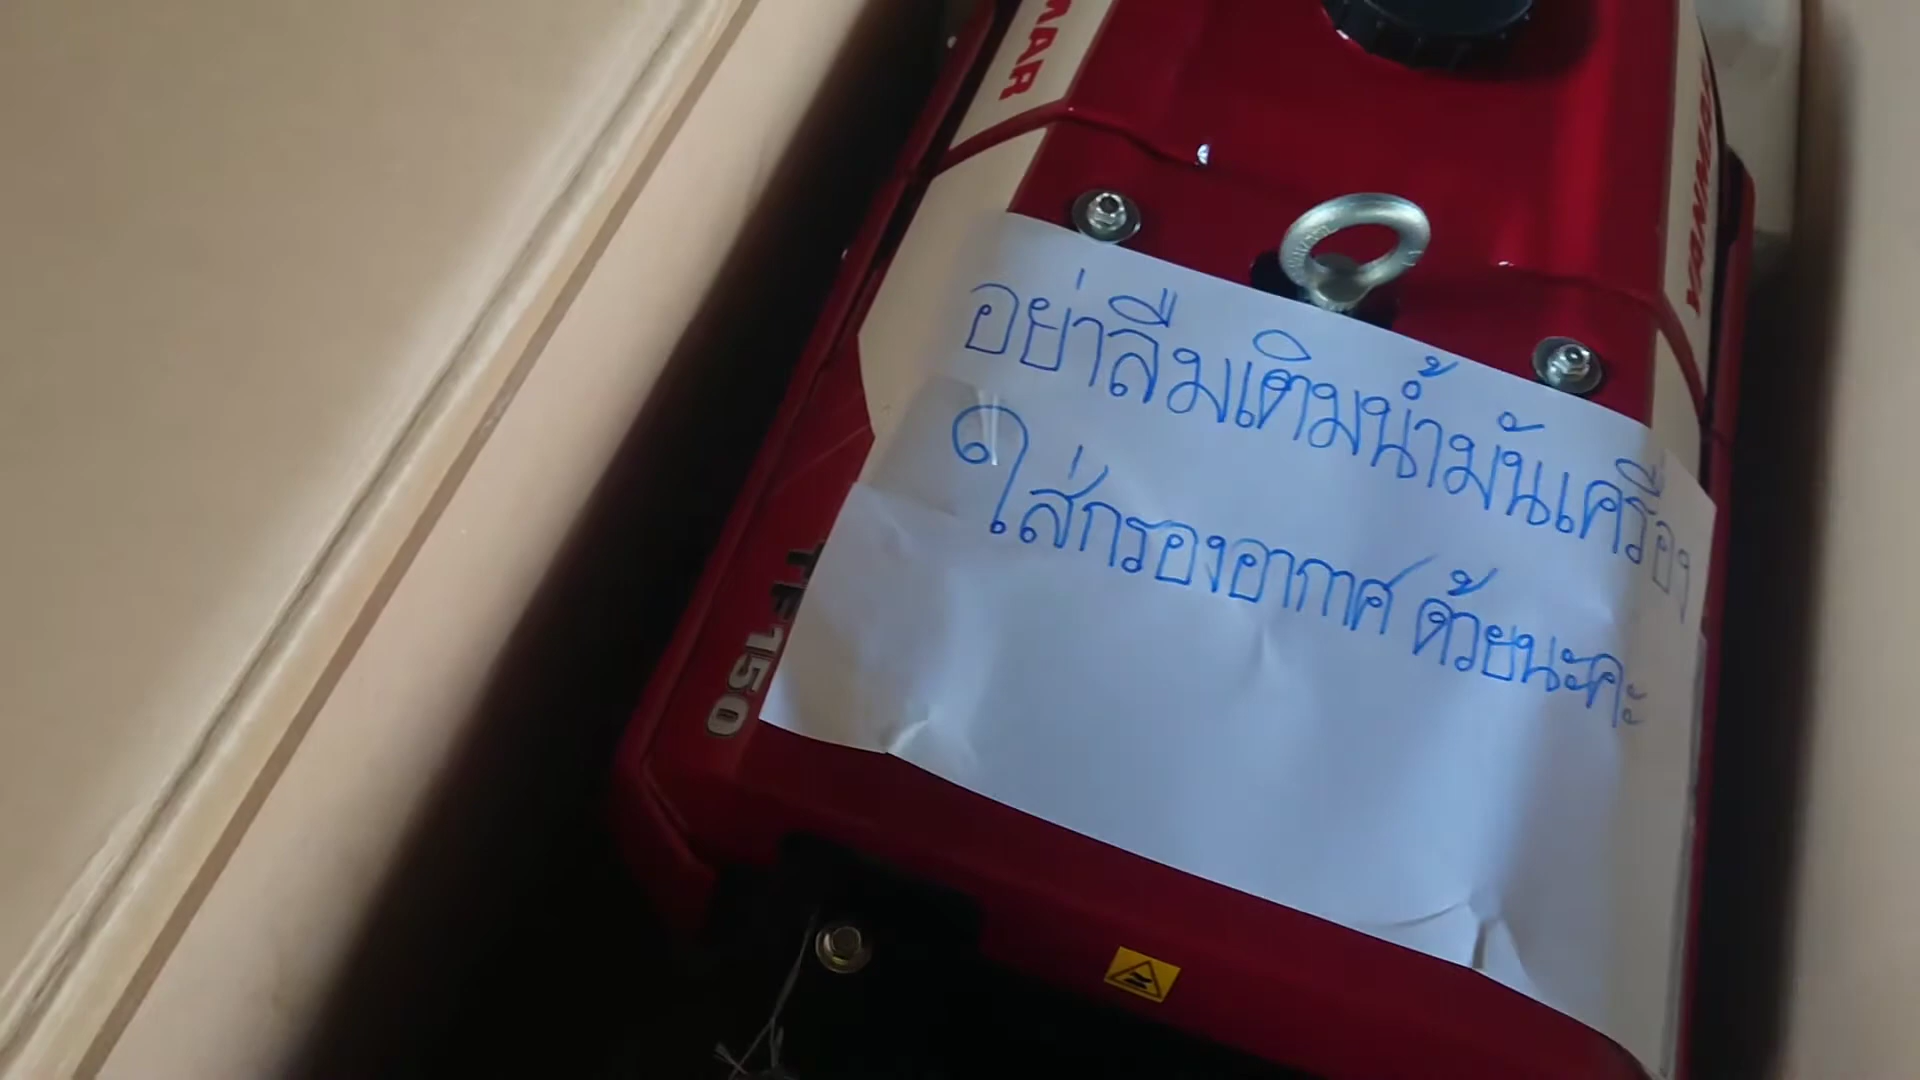 MAR
YANMAR
อย่าลืมเติมน้ำมันเครื่อง
ใส่กรองอากาศ ด้วยนะคะ
TF150